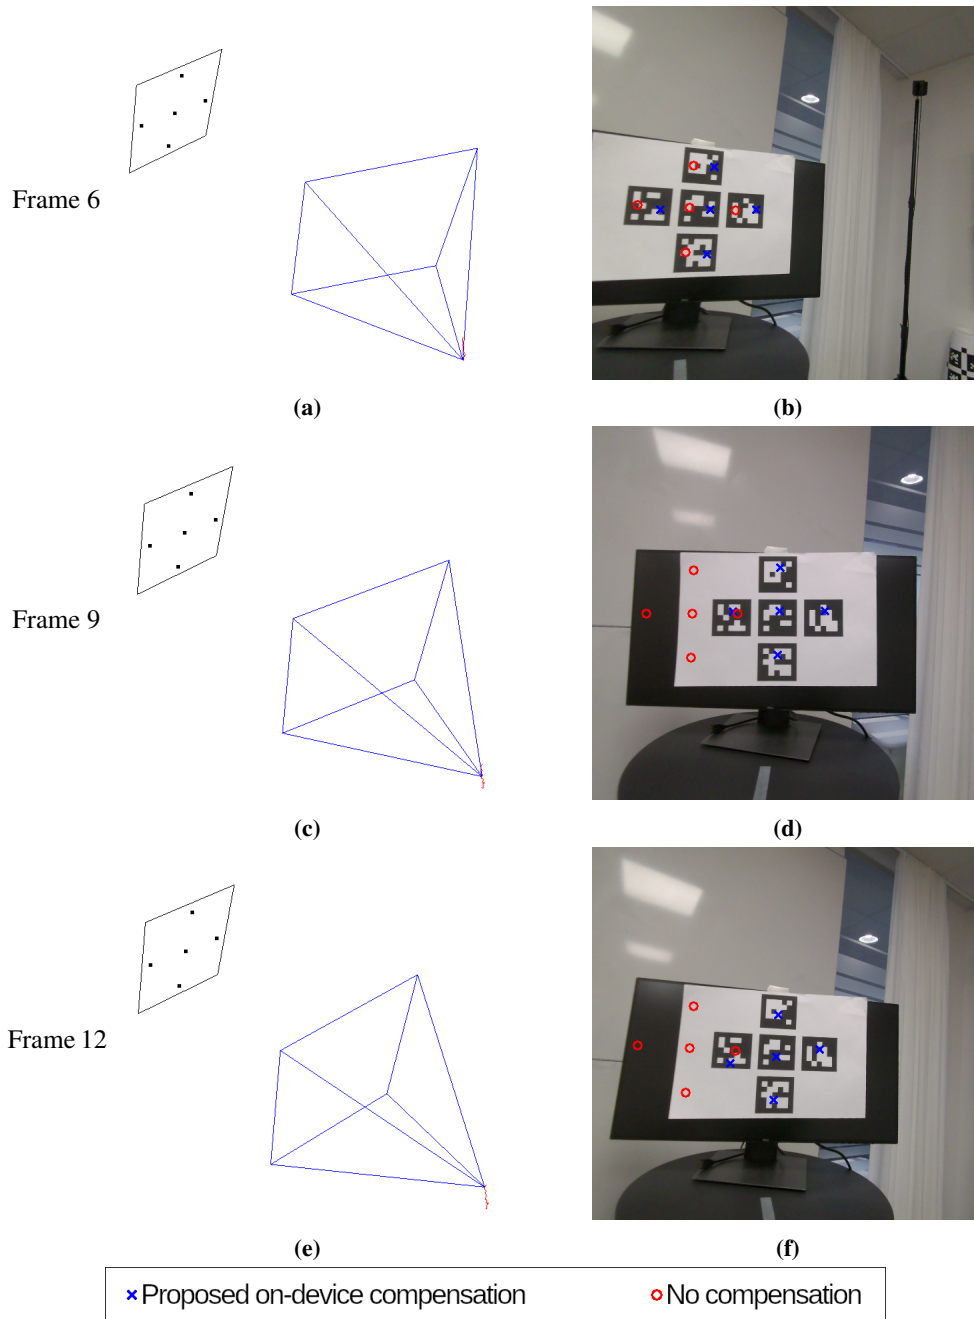 Frame 6
(a)
(b)
Frame 9
(c)
(d)
Frame 12
(e)
(f)
Proposed on-device compensation
No compensation